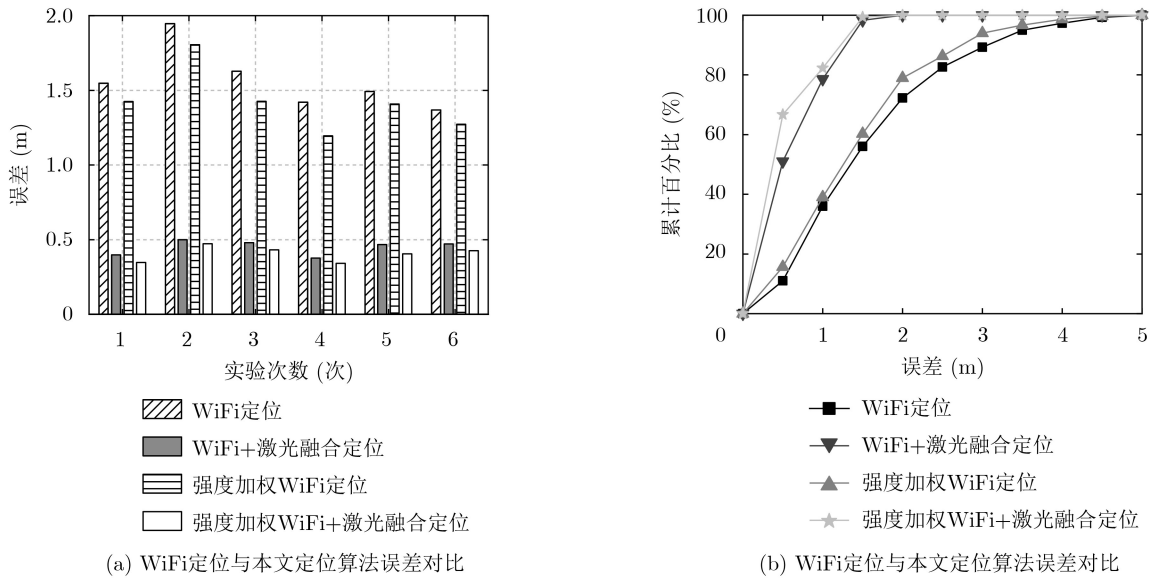 2.0
1.5
1.0
0.5
0
误差 (m)
1 2 3 4 5 6
实验次数 (次)
WiFi定位
WiFi+激光融合定位
强度加权WiFi定位
强度加权WiFi+激光融合定位
(a) WiFi定位与本文定位算法误差对比
100
80
60
40
20
累计百分比 (%)
0 1 2 3 4 5
误差 (m)
WiFi定位
WiFi+激光融合定位
强度加权WiFi定位
强度加权WiFi+激光融合定位
(b) WiFi定位与本文定位算法误差对比